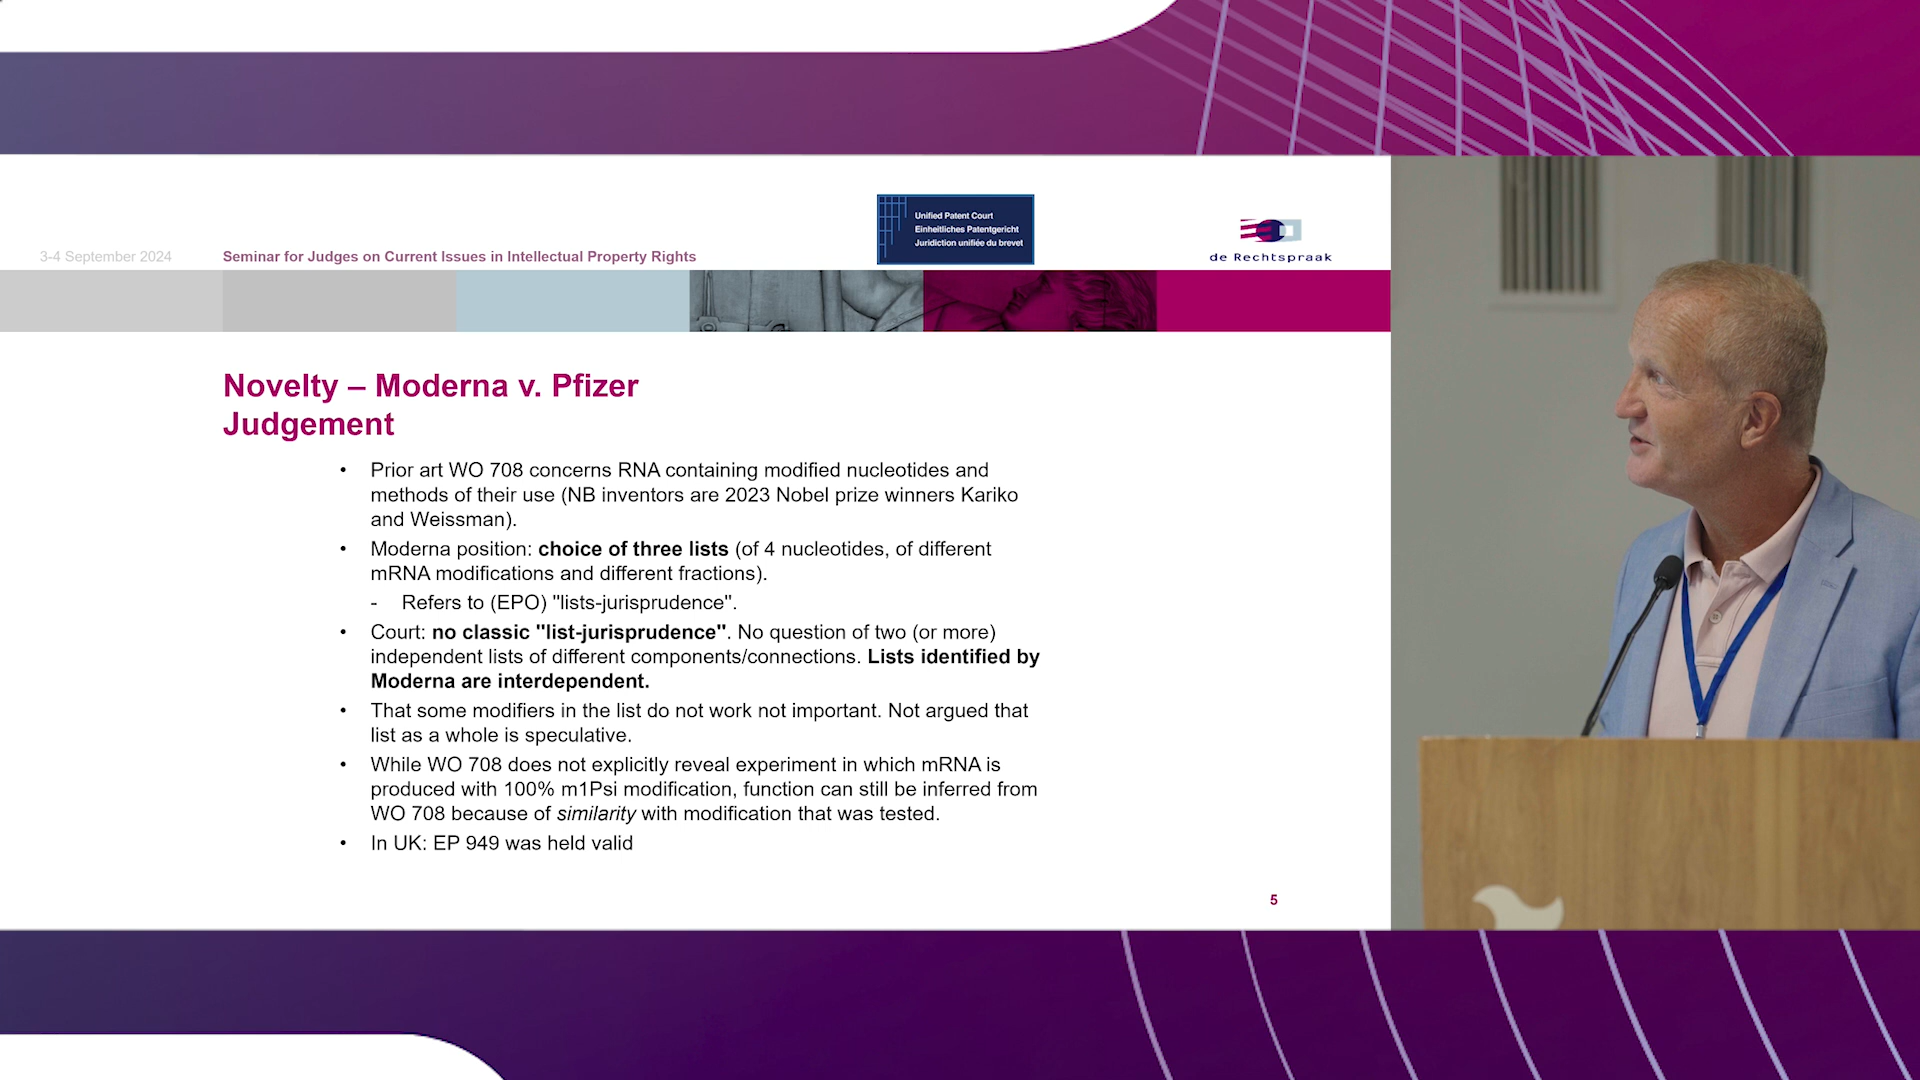 Unified Patent Court
Einheitliches Patentgericht
Juridiction unifiée du brevet
3-4 September 2024
Seminar for Judges on Current Issues in Intellectual Property Rights
de Rechtspraak
Novelty – Moderna v. Pfizer
Judgement
• Prior art WO 708 concerns RNA containing modified nucleotides and
methods of their use (NB inventors are 2023 Nobel prize winners Kariko
and Weissman).
• Moderna position: choice of three lists (of 4 nucleotides, of different
mRNA modifications and different fractions).
- Refers to (EPO) "lists-jurisprudence".
• Court: no classic "list-jurisprudence". No question of two (or more)
independent lists of different components/connections. Lists identified by
Moderna are interdependent.
• That some modifiers in the list do not work not important. Not argued that
list as a whole is speculative.
• While WO 708 does not explicitly reveal experiment in which mRNA is
produced with 100% m1Psi modification, function can still be inferred from
WO 708 because of similarity with modification that was tested.
• In UK: EP 949 was held valid
5